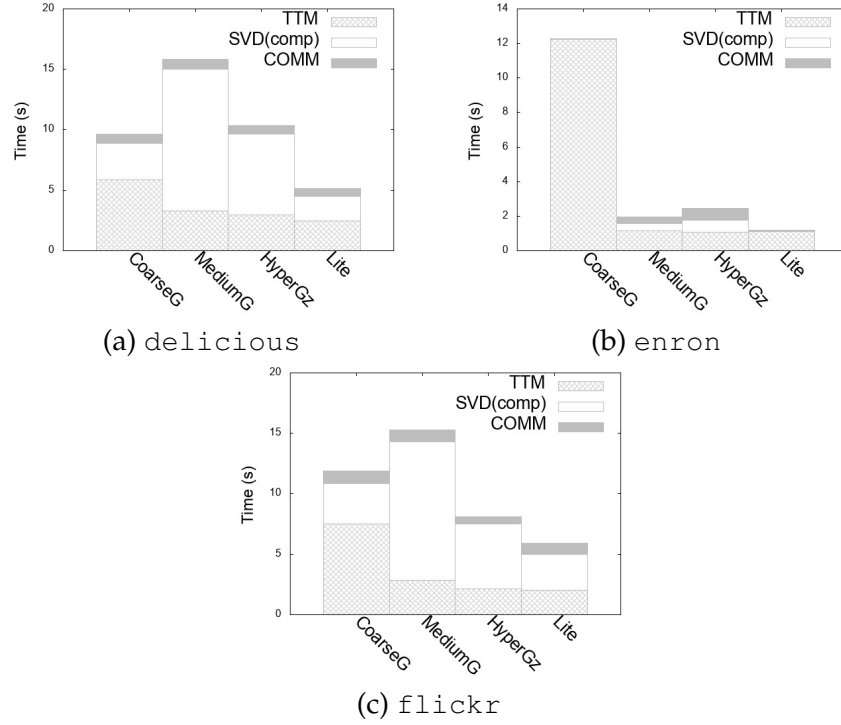 20
15
10
5
0
Time (s)
TTM
SVD(comp)
COMM
CoarseG
MediumG
HyperGz
Lite
(a) delicious
14
12
10
8
6
4
2
0
Time (s)
TTM
SVD(comp)
COMM
CoarseG
MediumG
HyperGz
Lite
(b) enron
20
15
10
5
0
Time (s)
TTM
SVD(comp)
COMM
CoarseG
MediumG
HyperGz
Lite
(c) flickr